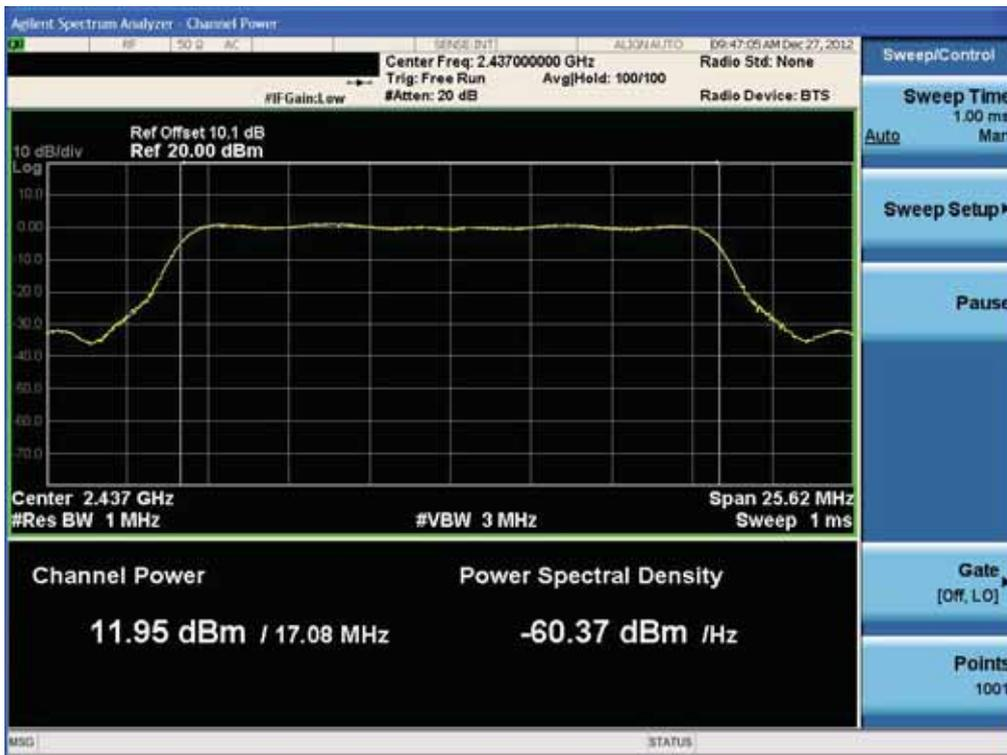 Agilent Spectrum Analyzer - Channel Power
RF 50 Ω AC SENSE:INT ALIGN AUTO 09:47:05 AM Dec 27, 2012
Center Freq: 2.437000000 GHz Radio Std: None
Trig: Free Run Avg|Hold: 100/100
#IFGain:Low #Atten: 20 dB Radio Device: BTS
Ref Offset 10.1 dB
10 dB/div Ref 20.00 dBm
Log
10.0
0.00
-10.0
-20.0
-30.0
-40.0
-50.0
-60.0
-70.0
Center 2.437 GHz Span 25.62 MHz
#Res BW 1 MHz #VBW 3 MHz Sweep 1 ms
Channel Power Power Spectral Density
11.95 dBm / 17.08 MHz -60.37 dBm /Hz
MSG STATUS
Sweep/Control
Sweep Time
1.00 ms
Auto Man
Sweep Setup
Pause
Gate
[Off, LO]
Points
1001